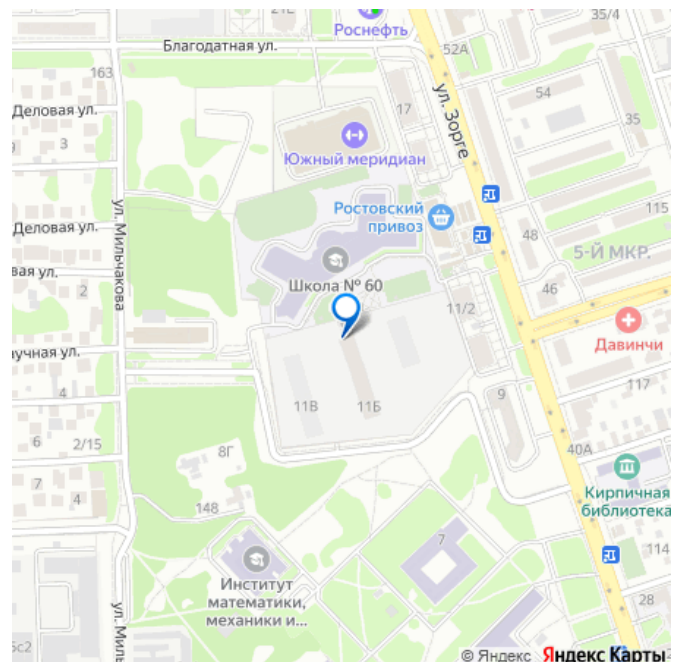 21Е
Роснефть
35/4
Благодатная ул.
52А
163
54
Деловая ул.
17
ул. Зорге
35
3
Южный меридиан
ул. Мильчакова
Ростовский
привоз
115
Деловая ул.
48
5-Й МКР.
вая ул.
Школа № 60
2
46
11/2
Давинчи
аучная ул.
117
4
9
11В
11Б
6
2/15
8Г
40А
7
4
Кирпичная
библиотека
148
7
114
Институт
математики,
механики и...
28
ул. Миль
5с2
© Яндекс Яндекс Карты